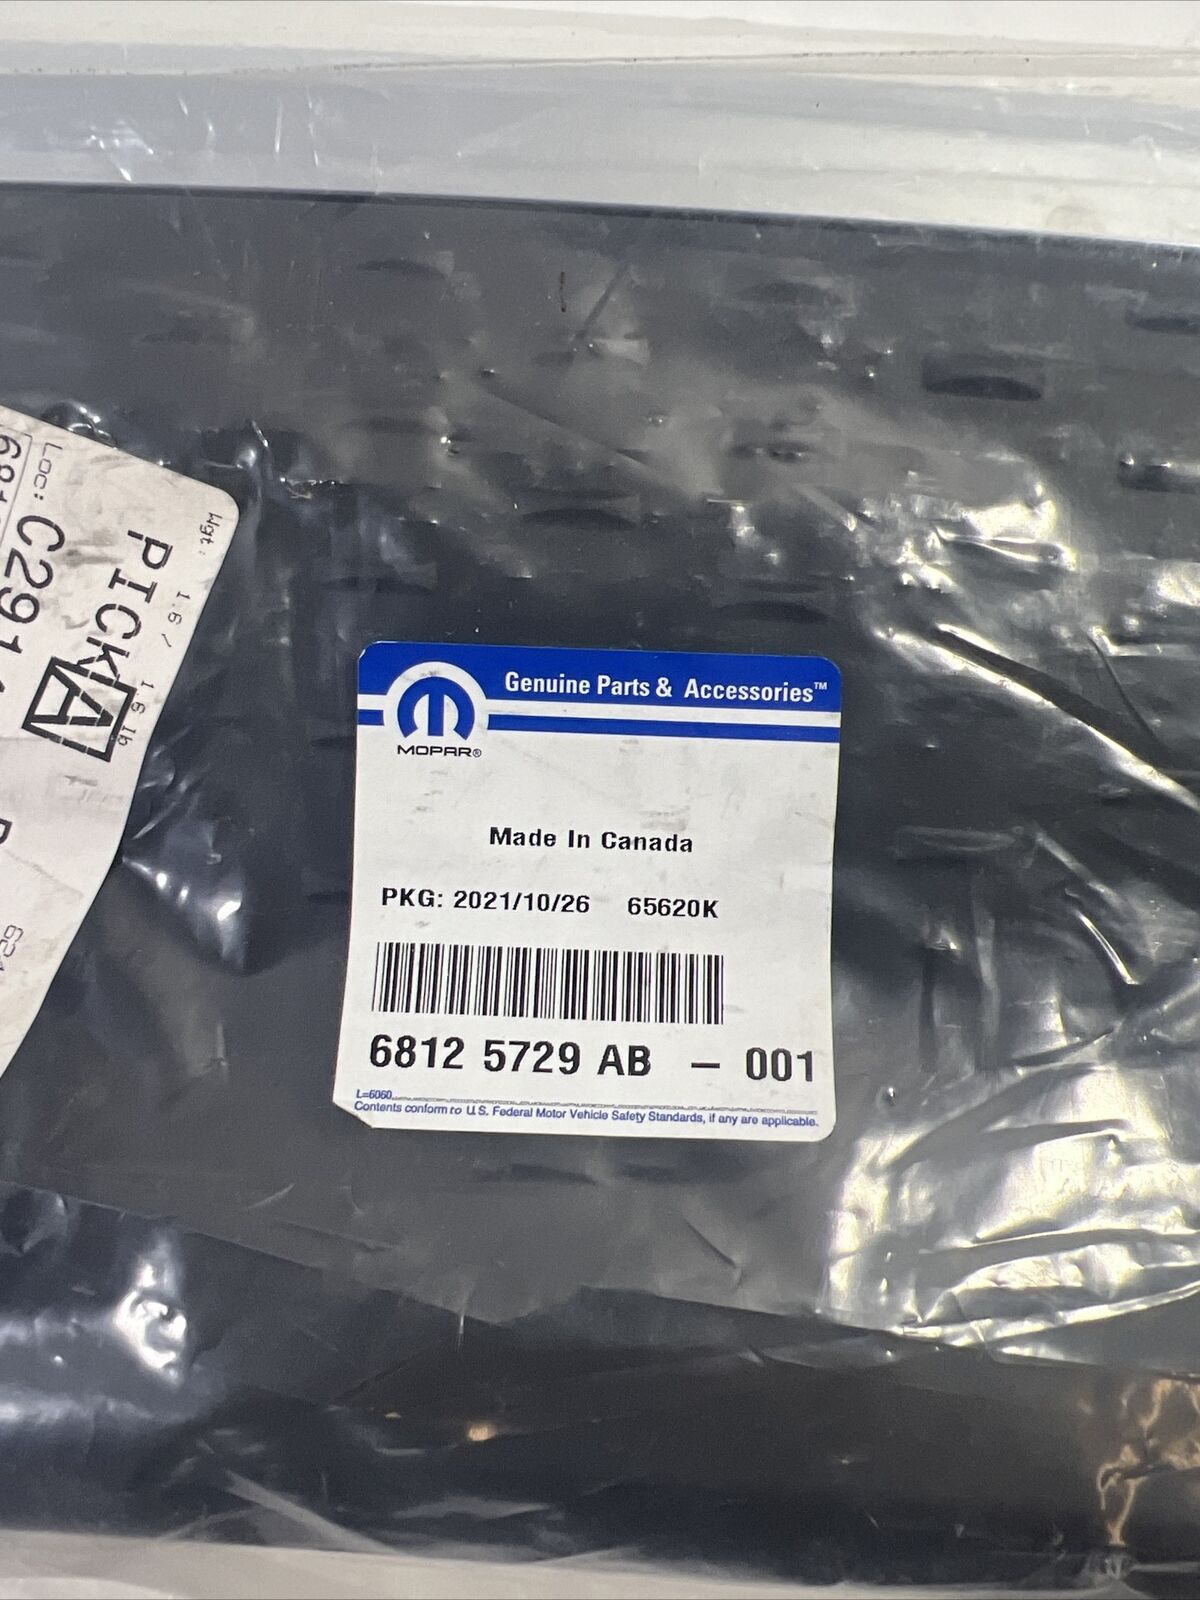 Genuine Parts & Accessories™
MOPAR®
Made In Canada
PKG: 2021/10/26 65620K
6812 5729 AB – 001
L=6060
Contents conform to U.S. Federal Motor Vehicle Safety Standards, if any are applicable.
Wgt: 1.6 / 1.6 lb
PICK
A
Loc: C291